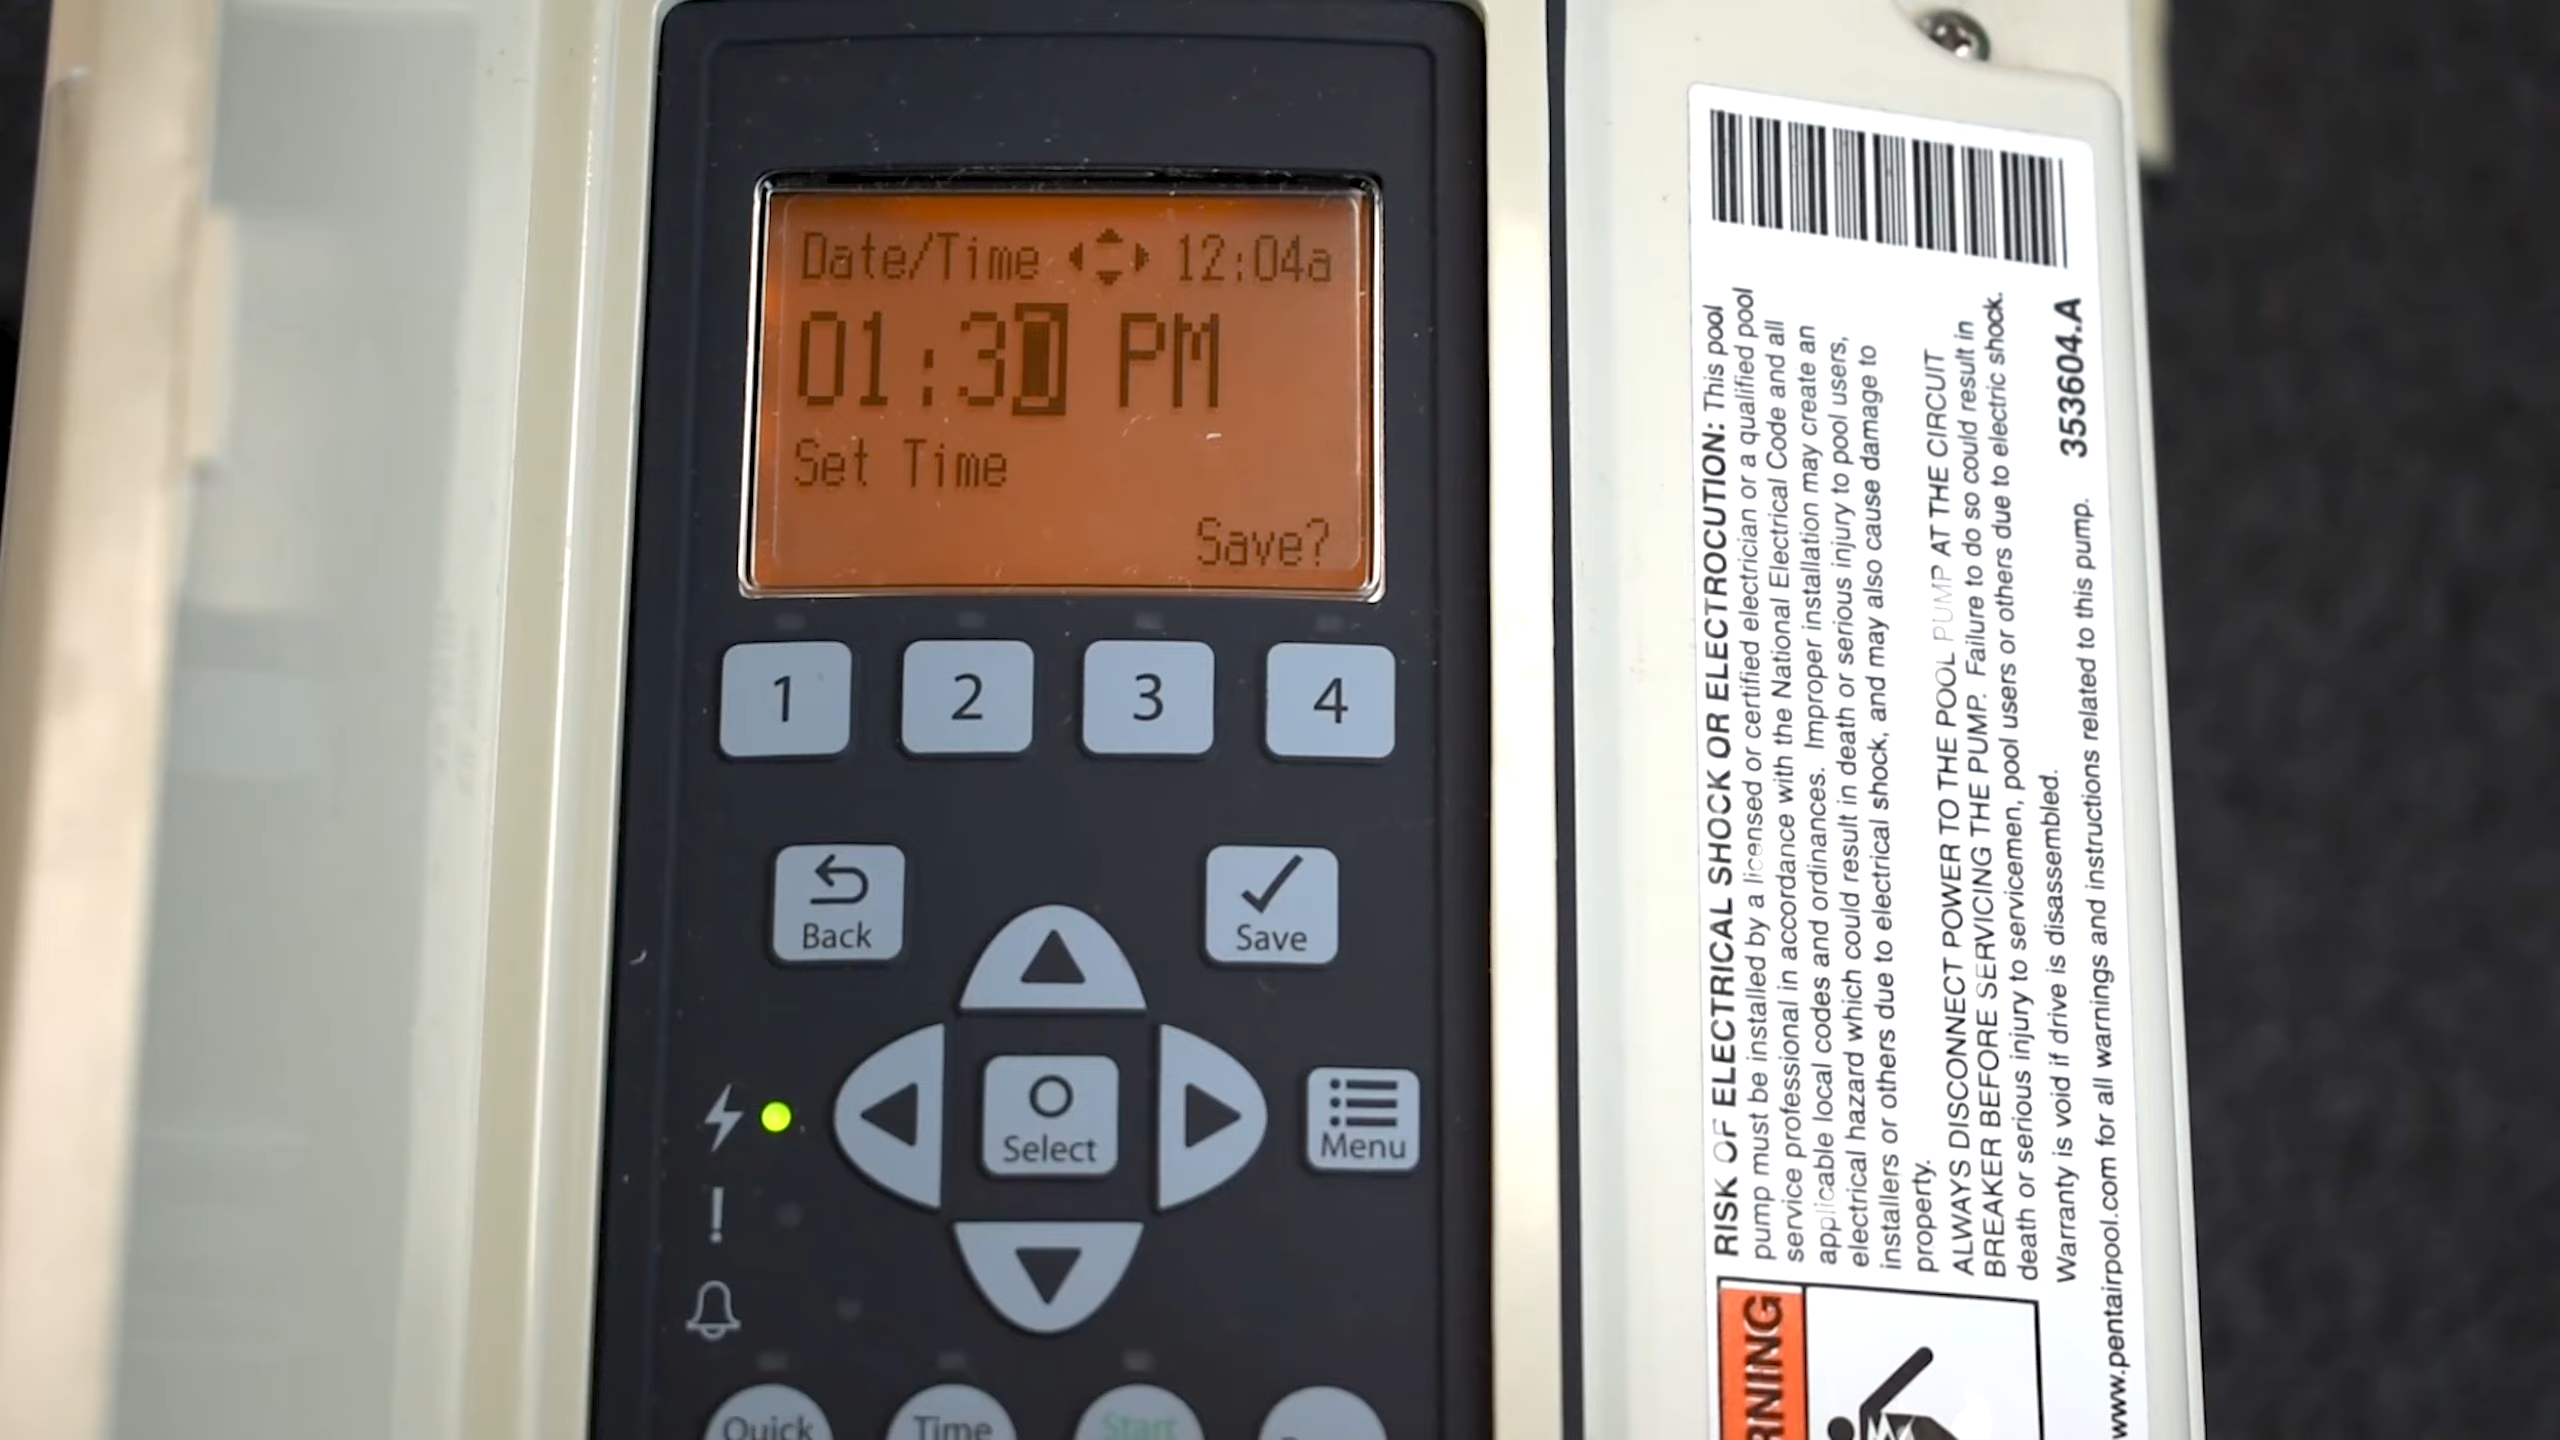 Date/Time 12:04a
01:30 PM
Set Time
Save?
1 2 3 4
Back
Save
Select
Menu
Quick
Time
Start
RISK OF ELECTRICAL SHOCK OR ELECTROCUTION: This pool
pump must be installed by a licensed or certified electrician or a qualified pool
service professional in accordance with the National Electrical Code and all
applicable local codes and ordinances. Improper installation may create an
electrical hazard which could result in death or serious injury to pool users,
installers or others due to electrical shock, and may also cause damage to
property.
ALWAYS DISCONNECT POWER TO THE POOL PUMP AT THE CIRCUIT
BREAKER BEFORE SERVICING THE PUMP. Failure to do so could result in
death or serious injury to servicemen, pool users or others due to electric shock.
Warranty is void if drive is disassembled.
www.pentairpool.com for all warnings and instructions related to this pump.
353604.A
RNING